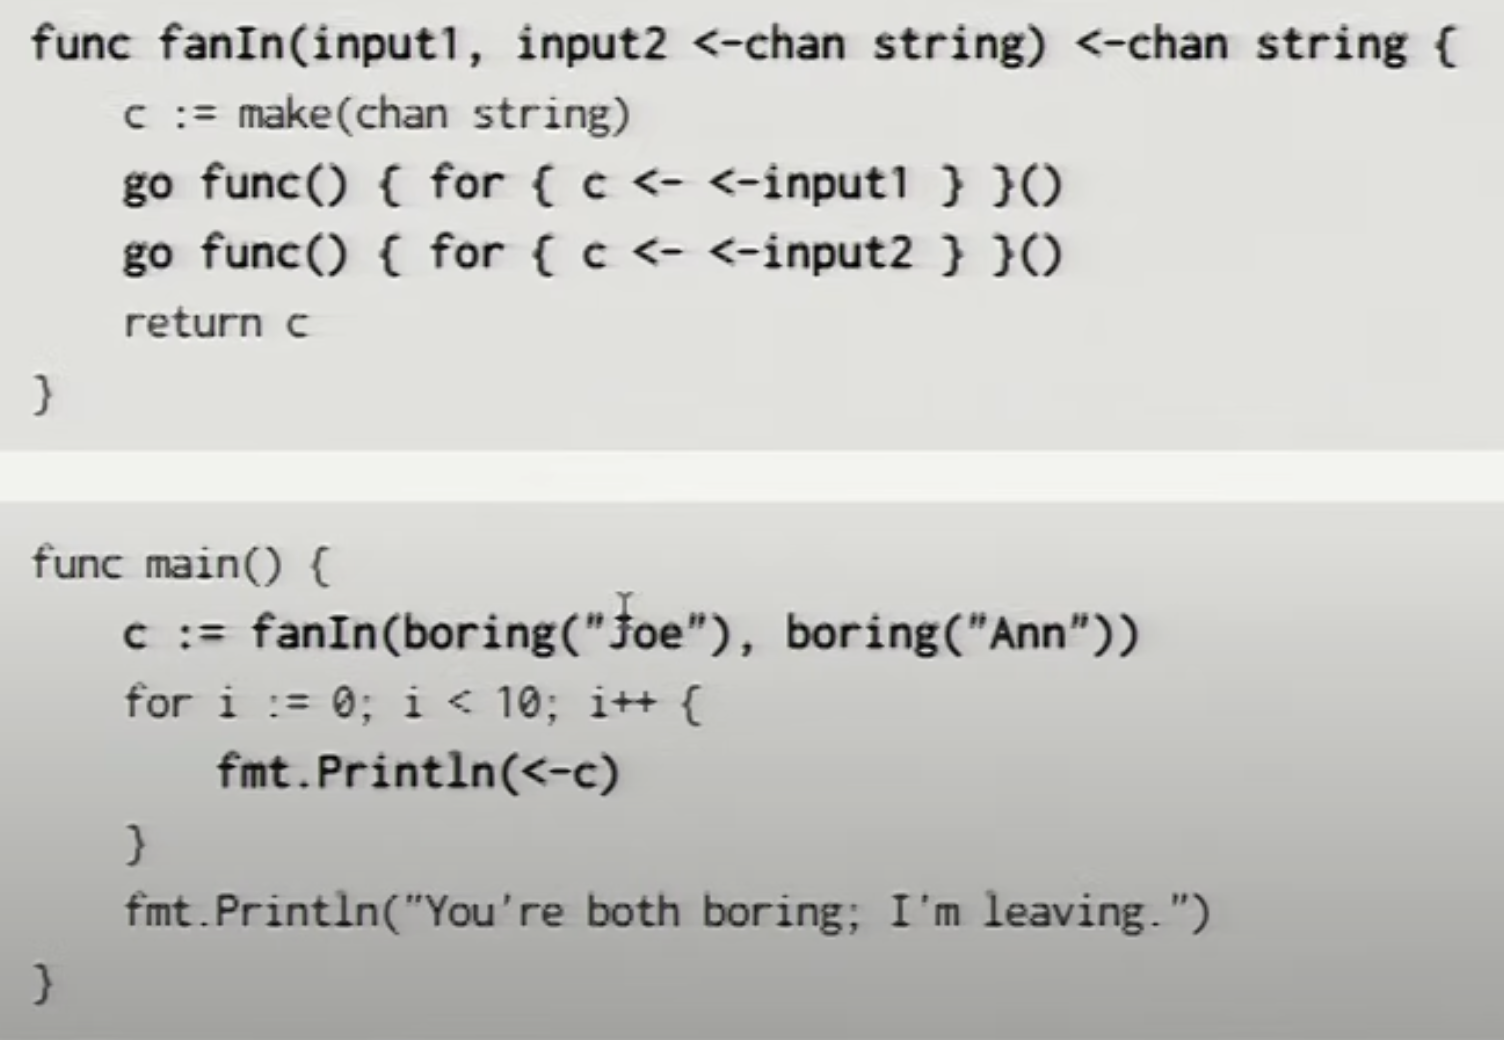 func fanIn(input1, input2 <-chan string) <-chan string {
    c := make(chan string)
    go func() { for { c <- <-input1 } }()
    go func() { for { c <- <-input2 } }()
    return c
}
func main() {
    c := fanIn(boring("Joe"), boring("Ann"))
    for i := 0; i < 10; i++ {
        fmt.Println(<-c)
    }
    fmt.Println("You're both boring; I'm leaving.")
}